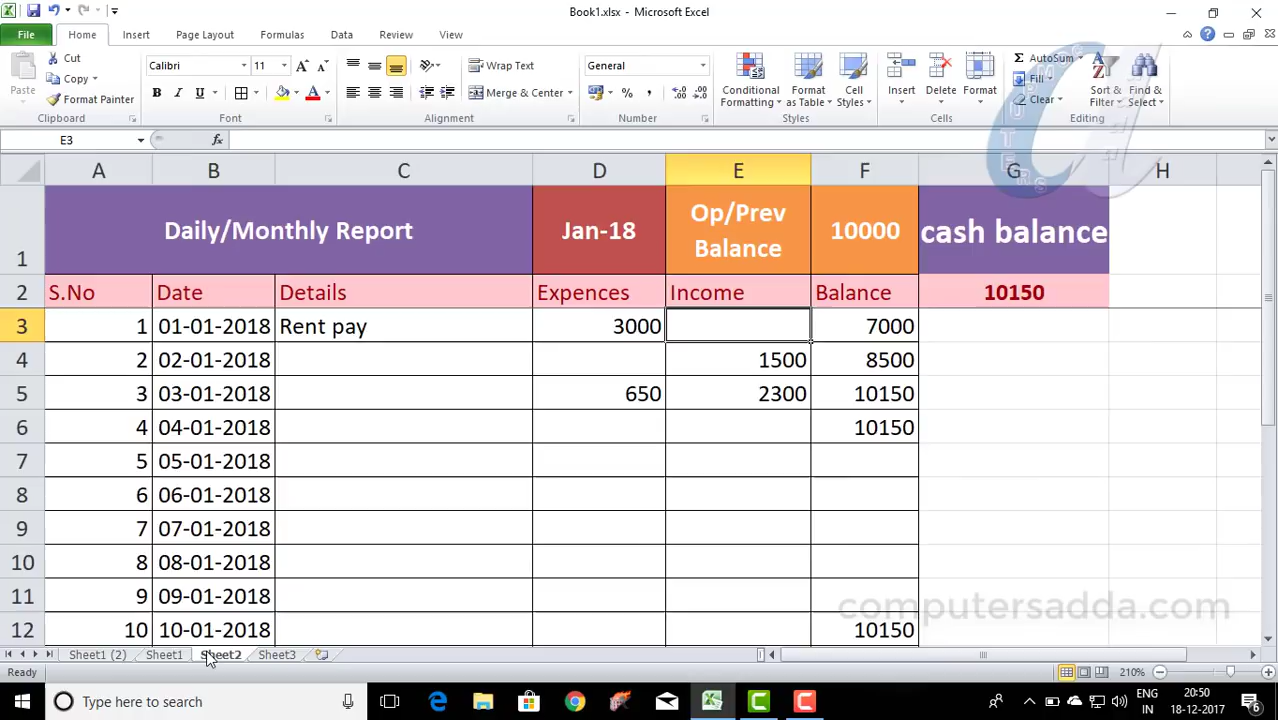 Book1.xlsx - Microsoft Excel
File Home Insert Page Layout Formulas Data Review View
Paste
Cut
Copy
Format Painter
Clipboard
Calibri 11 A A
B I U A
Font
Wrap Text
Merge & Center
Alignment
General
% ,
Number
Conditional Formatting
Format as Table
Cell Styles
Styles
Insert Delete Format
Cells
Σ AutoSum
Fill
Clear
Sort & Filter
Find & Select
Editing
E3 fx
A B C D E F G H
1 Daily/Monthly Report Jan-18 Op/Prev Balance 10000 cash balance
2 S.No Date Details Expences Income Balance 10150
3 1 01-01-2018 Rent pay 3000 7000
4 2 02-01-2018 1500 8500
5 3 03-01-2018 650 2300 10150
6 4 04-01-2018 10150
7 5 05-01-2018
8 6 06-01-2018
9 7 07-01-2018
10 8 08-01-2018
11 9 09-01-2018
computersadda.com
12 10 10-01-2018 10150
Sheet1 (2) Sheet1 Sheet2 Sheet3
Ready 210%
Type here to search
ENG IN
20:50
18-12-2017
6